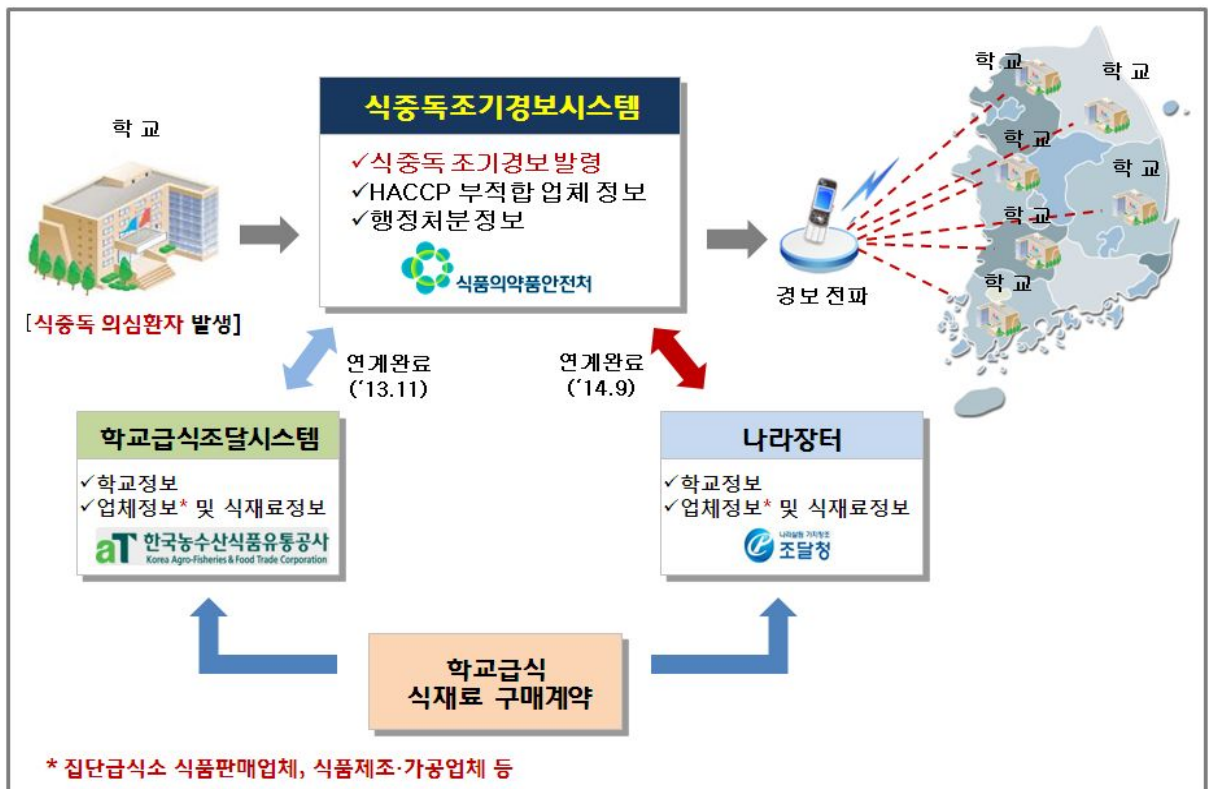 학 교
[식중독 의심환자 발생]
식중독조기경보시스템
✓식중독 조기경보 발령
✓HACCP 부적합 업체 정보
✓행정처분 정보
식품의약품안전처
경보 전파
학 교
학 교
학 교
학 교
학 교
학 교
연계완료
(‘13.11)
연계완료
(‘14.9)
학교급식조달시스템
✓학교정보
✓업체정보* 및 식재료정보
aT 한국농수산식품유통공사
Korea Agro-Fisheries & Food Trade Corporation
나라장터
✓학교정보
✓업체정보* 및 식재료정보
조달청
학교급식
식재료 구매계약
* 집단급식소 식품판매업체, 식품제조·가공업체 등